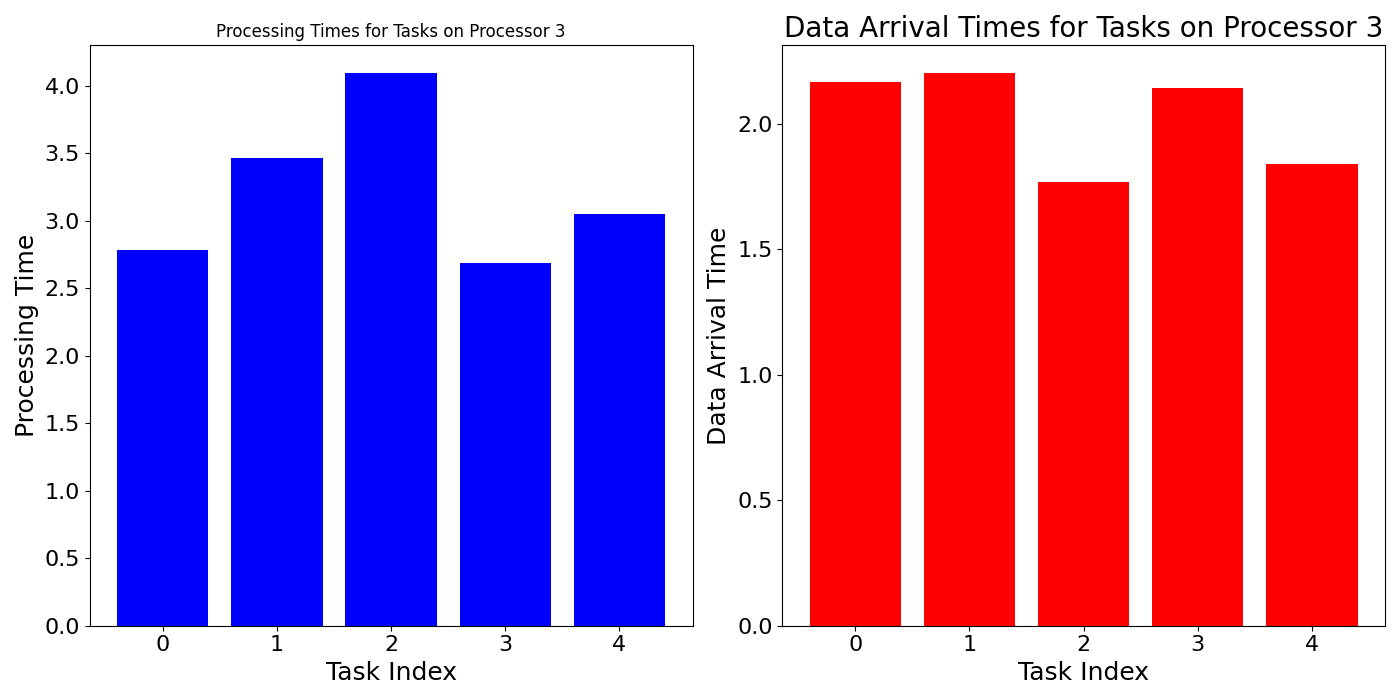 Processing Times for Tasks on Processor 3
Processing Time
4.0
3.5
3.0
2.5
2.0
1.5
1.0
0.5
0.0
0 1 2 3 4
Task Index
Data Arrival Times for Tasks on Processor 3
Data Arrival Time
2.0
1.5
1.0
0.5
0.0
0 1 2 3 4
Task Index